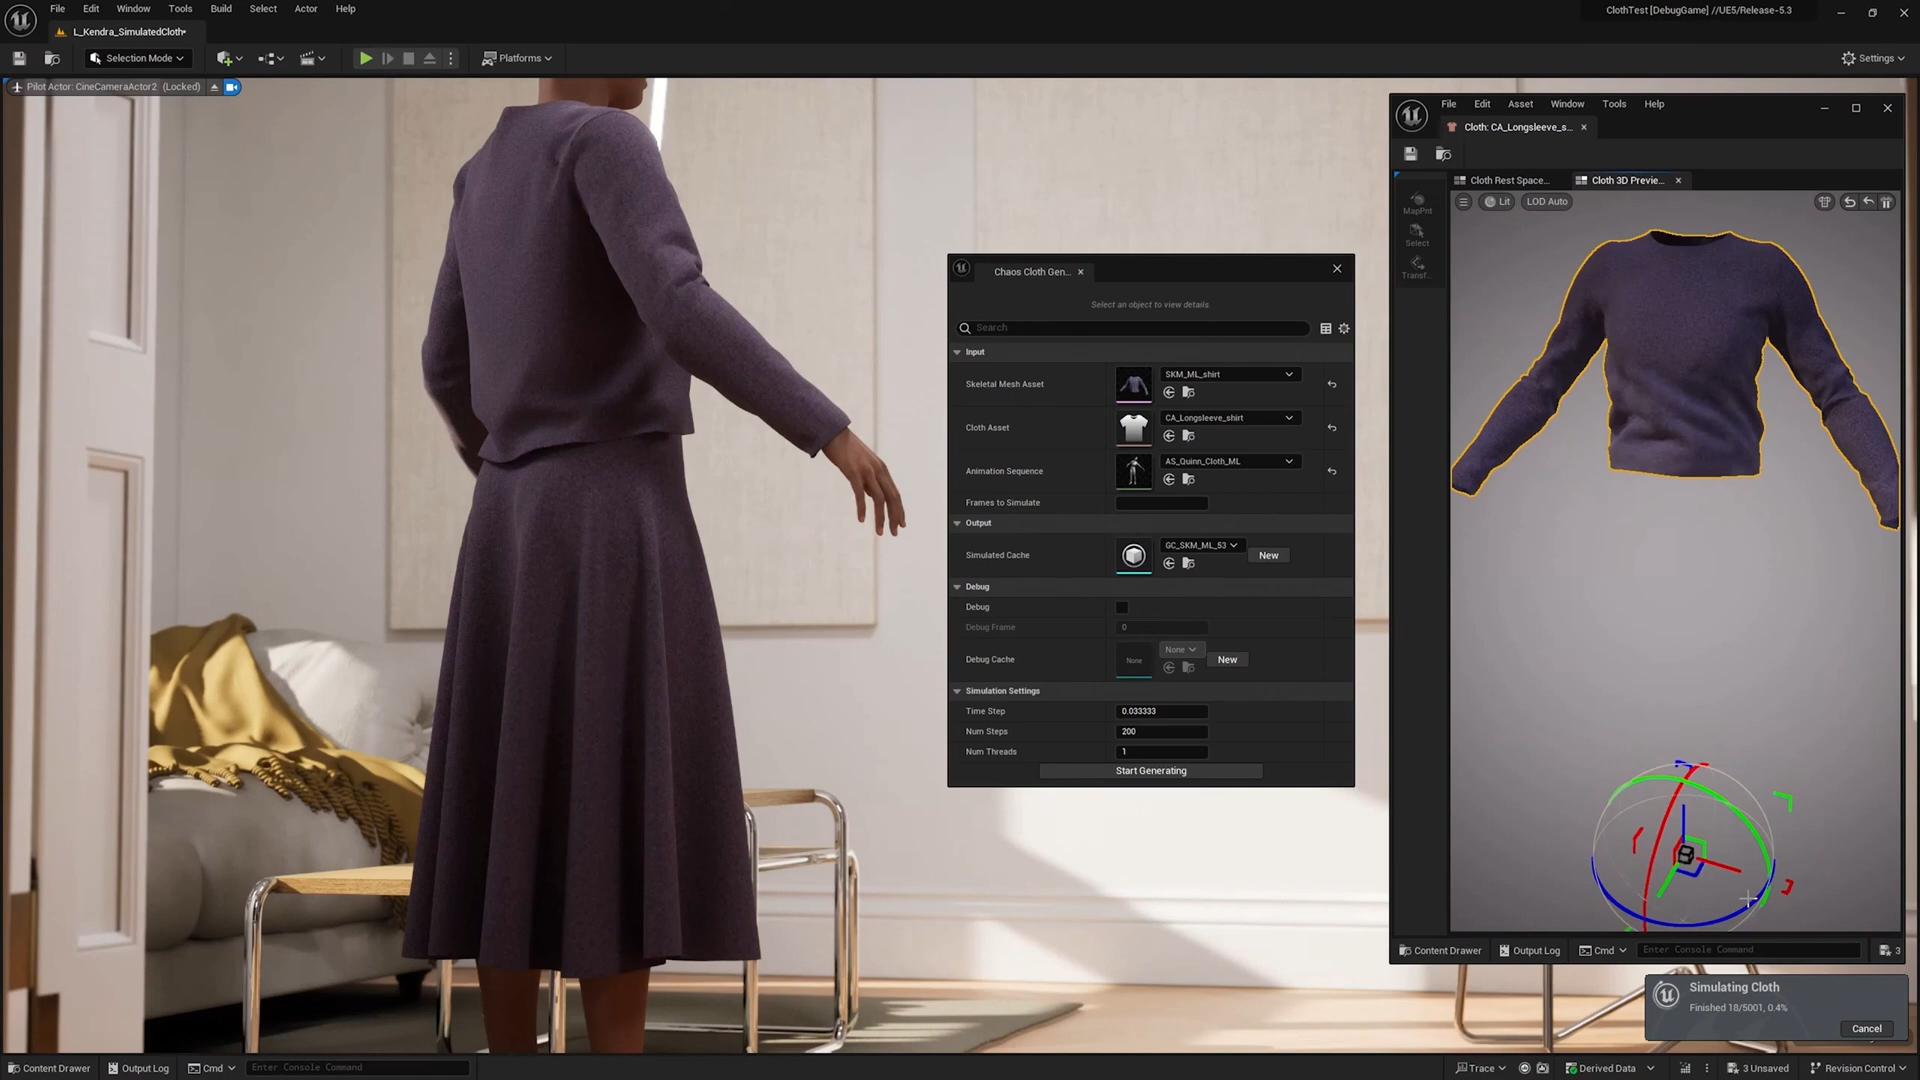 File Edit Window Tools Build Select Actor Help
ClothTest [DebugGame] //UE5/Release-5.3
L_Kendra_SimulatedCloth•
Selection Mode
Platforms
Settings
Pilot Actor: CineCameraActor2 (Locked)
File Edit Asset Window Tools Help
Cloth: CA_Longsleeve_s...
Cloth Rest Space...
Cloth 3D Previe...
Lit
LOD Auto
MapPnt
Select
Transf...
Chaos Cloth Gen...
Select an object to view details.
Search
Input
Skeletal Mesh Asset
SKM_ML_shirt
Cloth Asset
CA_Longsleeve_shirt
Animation Sequence
AS_Quinn_Cloth_ML
Frames to Simulate
Output
Simulated Cache
GC_SKM_ML_53
New
Debug
Debug
Debug Frame
0
Debug Cache
None
None
New
Simulation Settings
Time Step
0.033333
Num Steps
200
Num Threads
1
Start Generating
Content Drawer
Output Log
Cmd
Enter Console Command
3
Simulating Cloth
Finished 18/5001, 0.4%
Cancel
Content Drawer
Output Log
Cmd
Enter Console Command
Trace
Derived Data
3 Unsaved
Revision Control